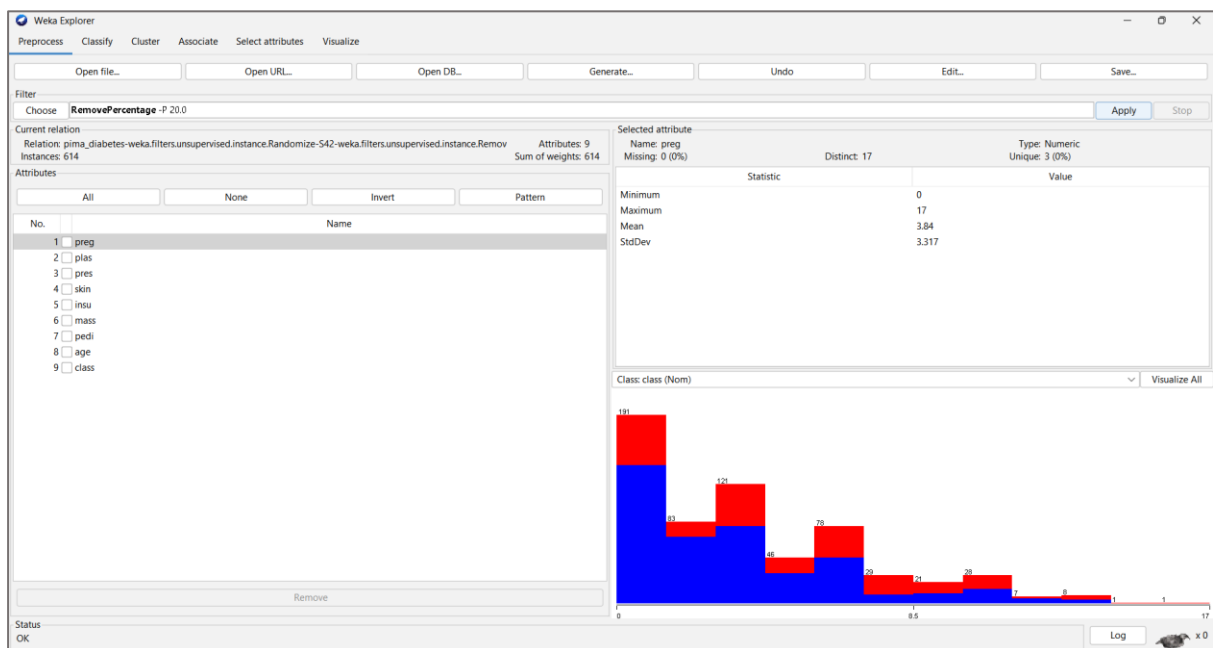 Weka Explorer
Preprocess Classify Cluster Associate Select attributes Visualize
Open file... Open URL... Open DB... Generate... Undo Edit... Save...
Filter
Choose RemovePercentage -P 20.0 Apply Stop
Current relation
Relation: pima_diabetes-weka.filters.unsupervised.instance.Randomize-S42-weka.filters.unsupervised.instance.Remov Attributes: 9
Instances: 614 Sum of weights: 614
Attributes
All None Invert Pattern
No. Name
1 preg
2 plas
3 pres
4 skin
5 insu
6 mass
7 pedi
8 age
9 class
Remove
Selected attribute
Name: preg Type: Numeric
Missing: 0 (0%) Distinct: 17 Unique: 3 (0%)
Statistic Value
Minimum 0
Maximum 17
Mean 3.84
StdDev 3.317
Class: class (Nom) Visualize All
191
83
121
46
78
29
21
28
7
8
1
1
0 8.5 17
Status
OK
Log x 0